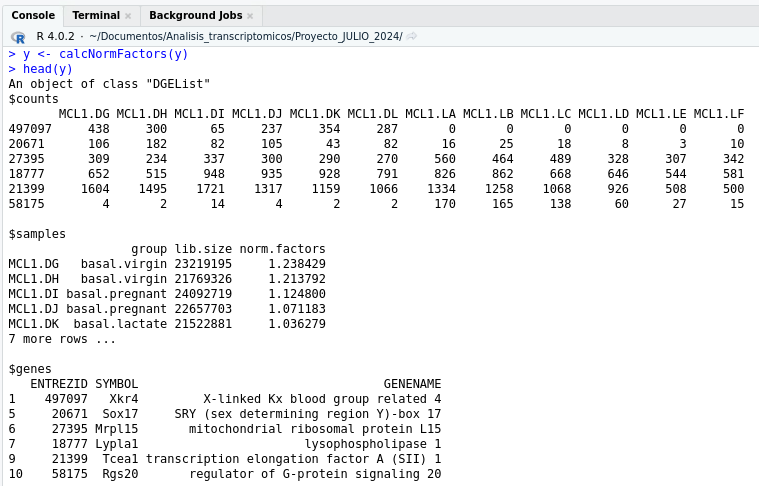 Console Terminal × Background Jobs ×
R 4.0.2 · ~/Documentos/Analisis_transcriptomicos/Proyecto_JULIO_2024/
> y <- calcNormFactors(y)
> head(y)
An object of class "DGEList"
$counts
       MCL1.DG MCL1.DH MCL1.DI MCL1.DJ MCL1.DK MCL1.DL MCL1.LA MCL1.LB MCL1.LC MCL1.LD MCL1.LE MCL1.LF
497097     438     300      65     237     354     287       0       0       0       0       0       0
20671      106     182      82     105      43      82      16      25      18       8       3      10
27395      309     234     337     300     290     270     560     464     489     328     307     342
18777      652     515     948     935     928     791     826     862     668     646     544     581
21399     1604    1495    1721    1317    1159    1066    1334    1258    1068     926     508     500
58175        4       2      14       4       2       2     170     165     138      60      27      15
$samples
                 group lib.size norm.factors
MCL1.DG   basal.virgin 23219195     1.238429
MCL1.DH   basal.virgin 21769326     1.213792
MCL1.DI basal.pregnant 24092719     1.124800
MCL1.DJ basal.pregnant 22657703     1.071183
MCL1.DK  basal.lactate 21522881     1.036279
7 more rows ...
$genes
   ENTREZID SYMBOL                                  GENENAME
1    497097   Xkr4         X-linked Kx blood group related 4
5     20671  Sox17     SRY (sex determining region Y)-box 17
6     27395 Mrpl15       mitochondrial ribosomal protein L15
7     18777 Lypla1                       lysophospholipase 1
9     21399  Tcea1 transcription elongation factor A (SII) 1
10    58175  Rgs20       regulator of G-protein signaling 20